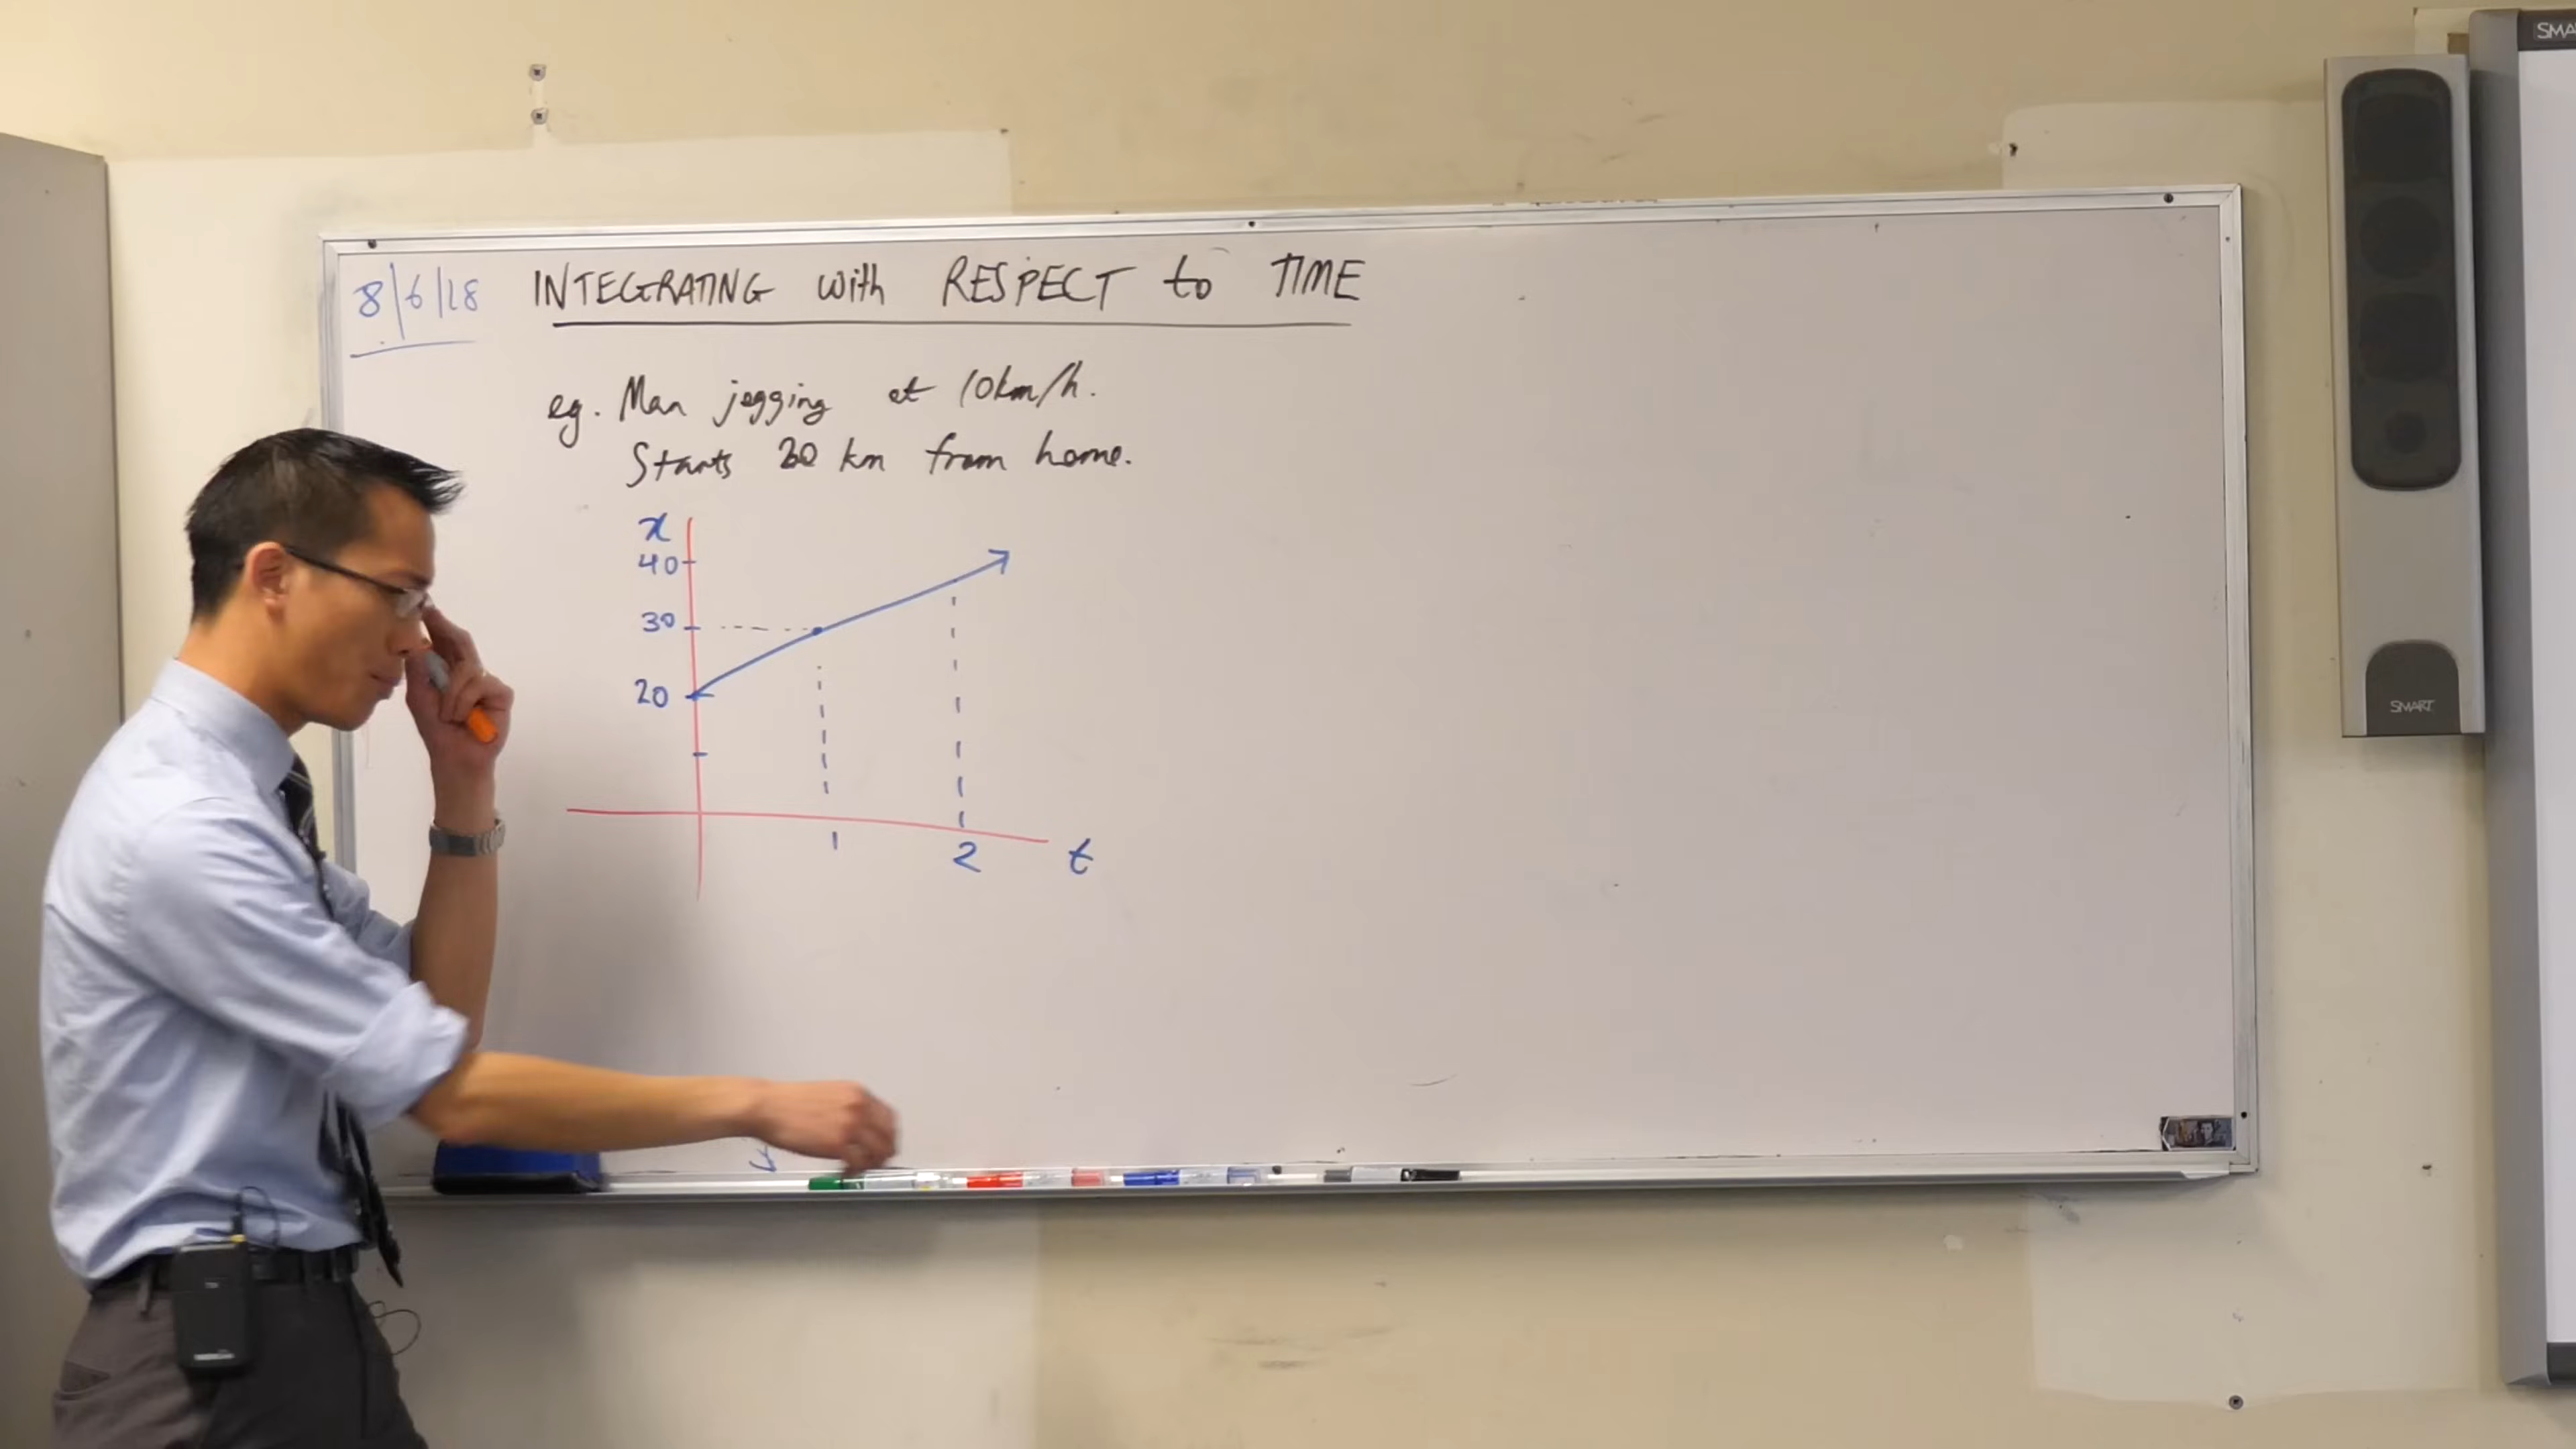 8/6/18 INTEGRATING with RESPECT to TIME
eg. Man jogging at 10km/h.
Starts 20 km from home.
x
40
30
20
1 2 t
SMART
SMA